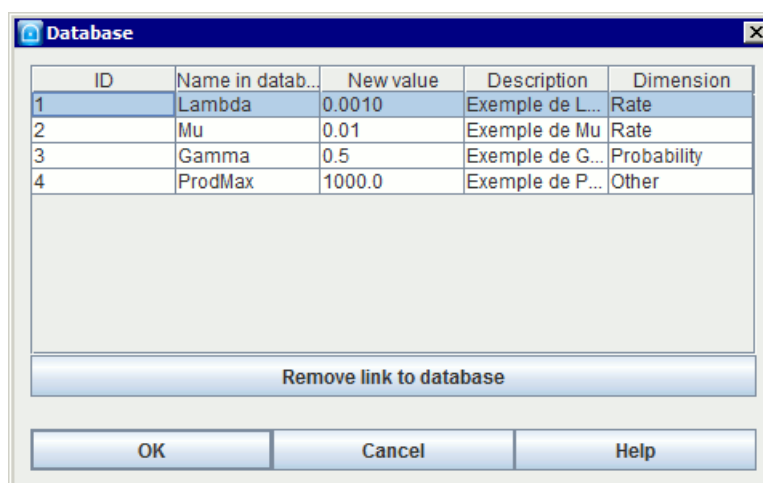 Database
ID Name in datab... New value Description Dimension
1 Lambda 0.0010 Exemple de L... Rate
2 Mu 0.01 Exemple de Mu Rate
3 Gamma 0.5 Exemple de G... Probability
4 ProdMax 1000.0 Exemple de P... Other
Remove link to database
OK Cancel Help